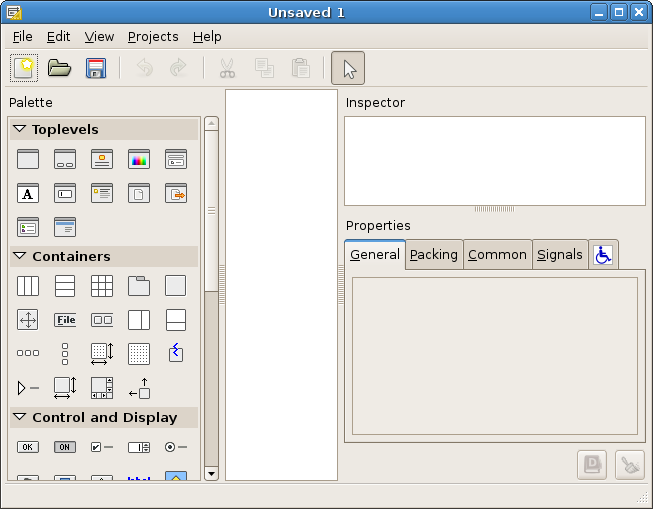 Unsaved 1
File Edit View Projects Help
Palette
Inspector
Toplevels
A
Properties
General Packing Common Signals
Containers
File
Control and Display
OK ON
label